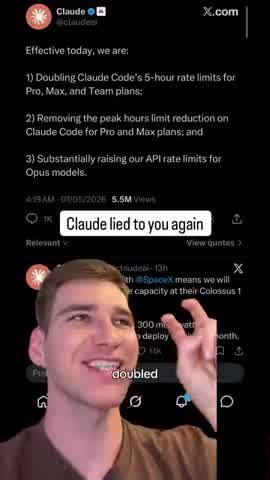 Claude
X.com
@claudeai
Effective today, we are:
1) Doubling Claude Code's 5-hour rate limits for
Pro, Max, and Team plans;
2) Removing the peak hours limit reduction on
Claude Code for Pro and Max plans; and
3) Substantially raising our API rate limits for
Opus models.
4:19 AM · 07/05/2026 · 5.5M Views
1K
Claude lied to you again
Relevant
View quotes
claudeai · 13h
th @SpaceX means we will
e capacity at their Colossus 1
300
deploy
month.
Post
doubled